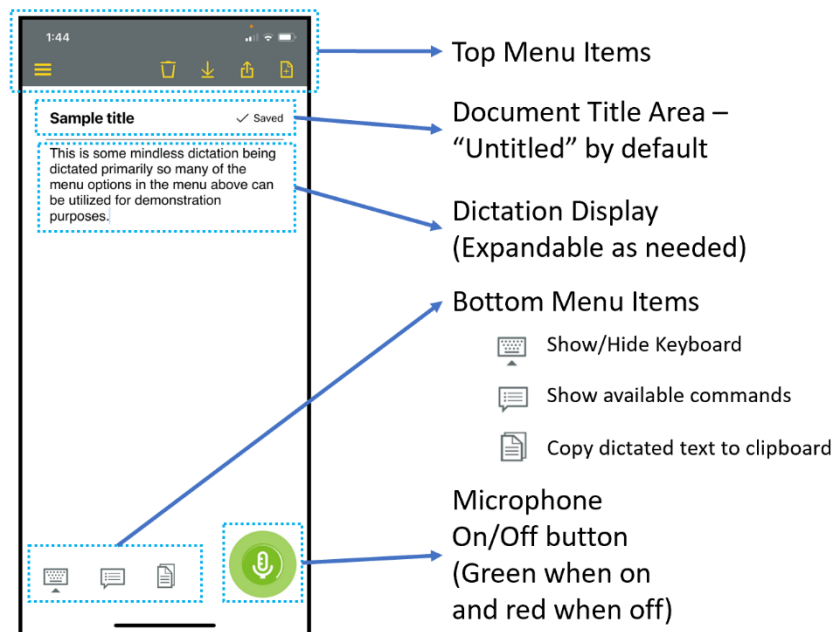 1:44
Top Menu Items
Sample title
Saved
Document Title Area –
“Untitled” by default
This is some mindless dictation being
dictated primarily so many of the
menu options in the menu above can
be utilized for demonstration
purposes.
Dictation Display
(Expandable as needed)
Bottom Menu Items
Show/Hide Keyboard
Show available commands
Copy dictated text to clipboard
Microphone
On/Off button
(Green when on
and red when off)